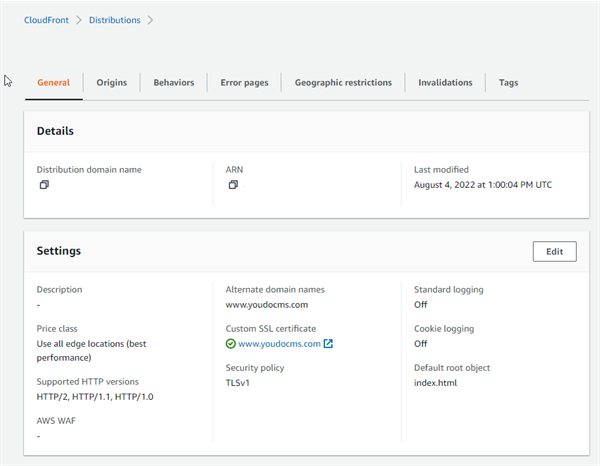 CloudFront > Distributions >
General Origins Behaviors Error pages Geographic restrictions Invalidations Tags
Details
Distribution domain name
ARN
Last modified
August 4, 2022 at 1:00:04 PM UTC
Settings
Edit
Description
-
Price class
Use all edge locations (best
performance)
Supported HTTP versions
HTTP/2, HTTP/1.1, HTTP/1.0
AWS WAF
-
Alternate domain names
www.youdocms.com
Custom SSL certificate
www.youdocms.com
Security policy
TLSv1
Standard logging
Off
Cookie logging
Off
Default root object
index.html